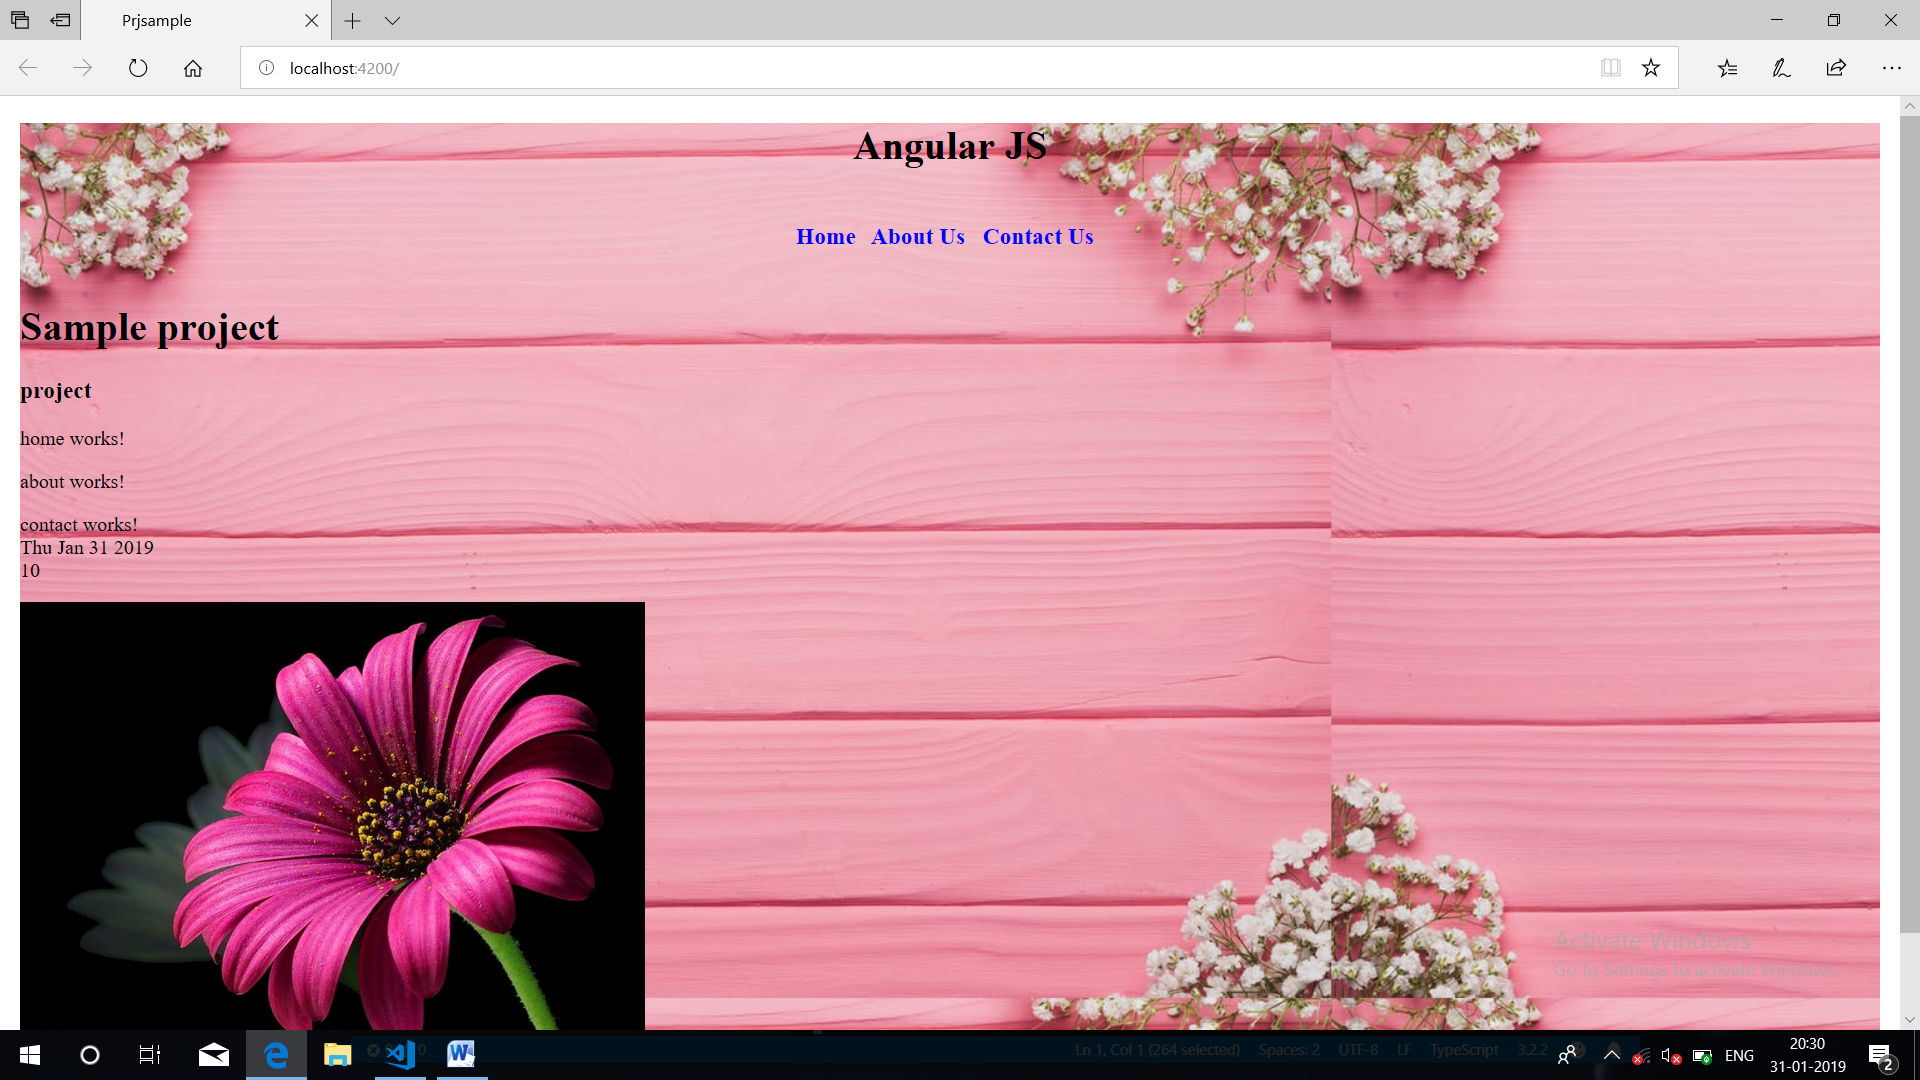 Prjsample
localhost:4200/
Angular JS
Home About Us Contact Us
Sample project
project
home works!
about works!
contact works!
Thu Jan 31 2019
10
Activate Windows
Go to Settings to activate Windows.
Ln 1, Col 1 (264 selected) Spaces: 2 UTF-8 LF TypeScript 3.2.2
ENG
20:30
31-01-2019
2